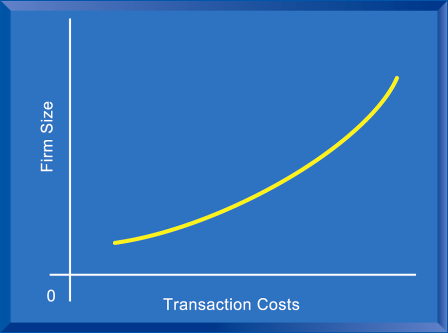 Firm Size
0
Transaction Costs